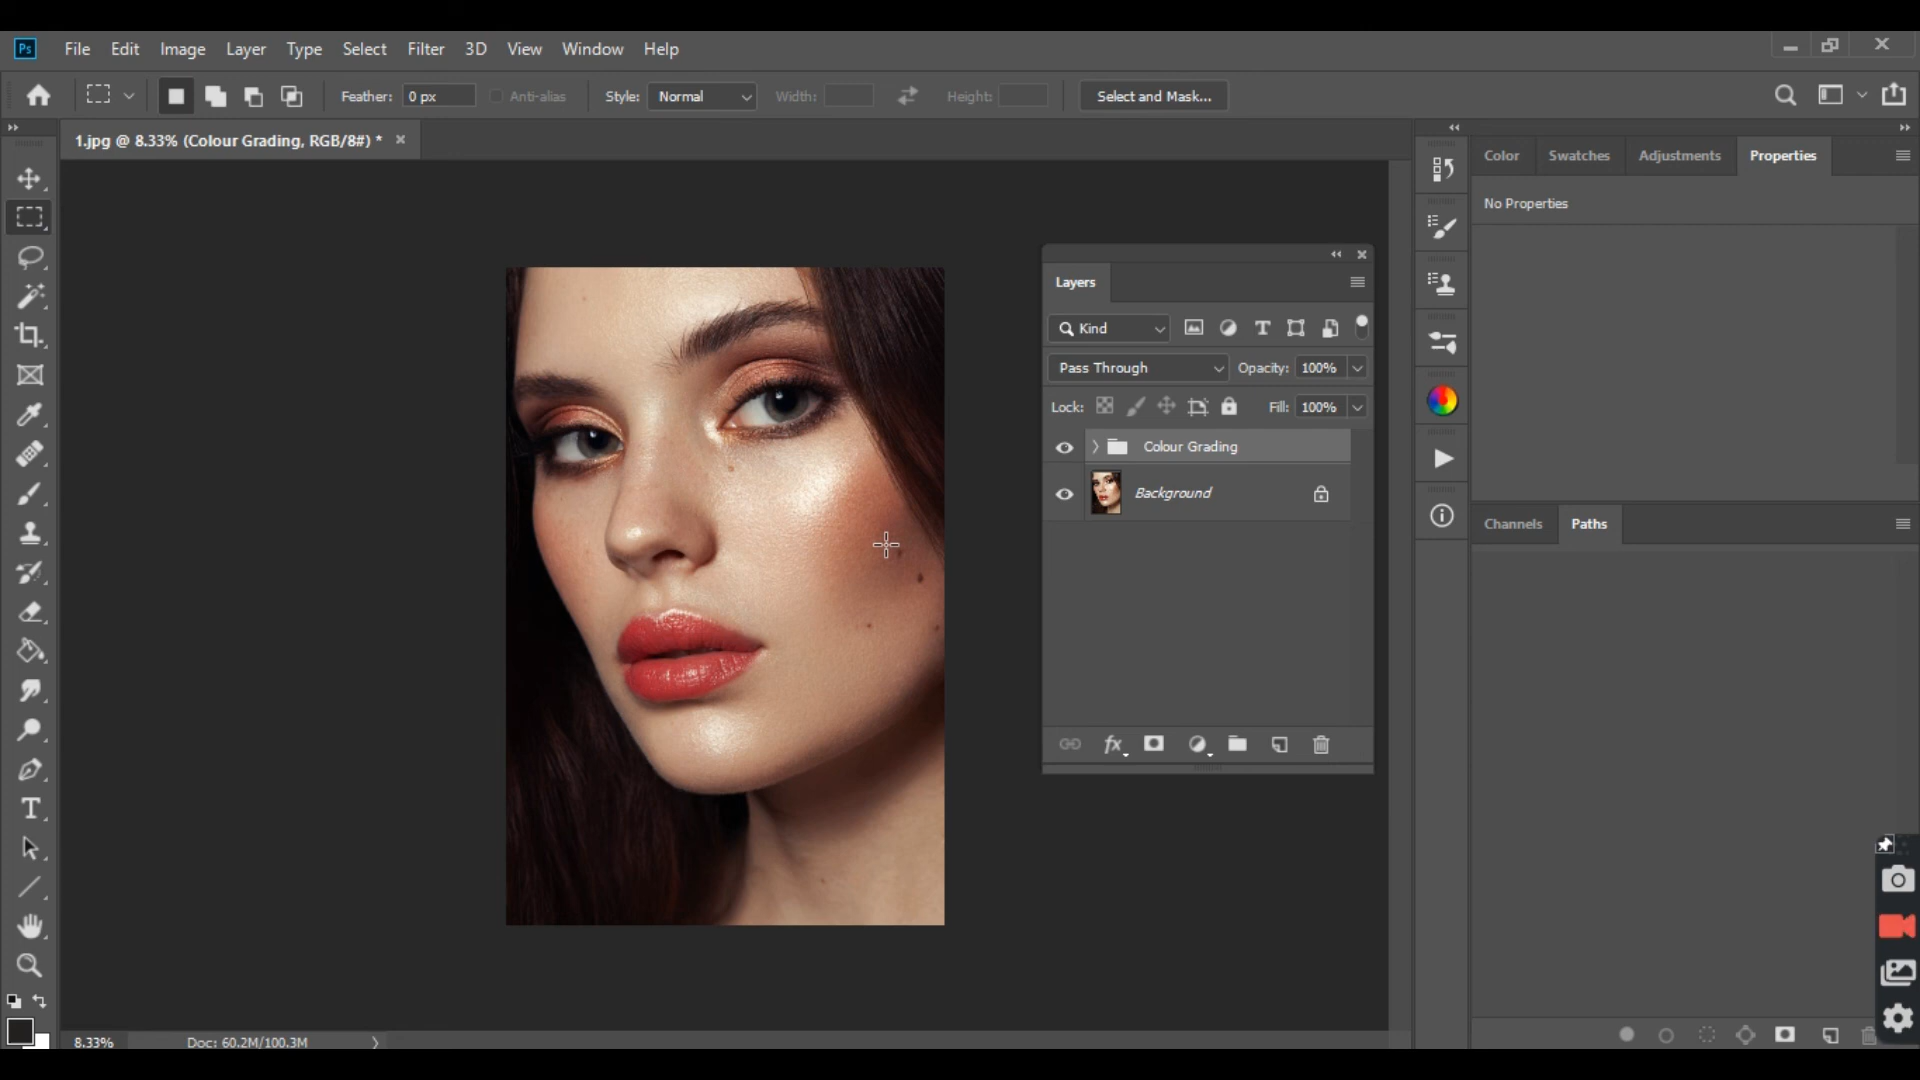 Ps File Edit Image Layer Type Select Filter 3D View Window Help
Feather: 0 px Anti-alias Style: Normal Width: Height: Select and Mask...
1.jpg @ 8.33% (Colour Grading, RGB/8#) *
Color Swatches Adjustments Properties
No Properties
Layers
Kind
Pass Through Opacity: 100%
Lock: Fill: 100%
Colour Grading
Background
fx
Channels Paths
8.33% Doc: 60.2M/100.3M